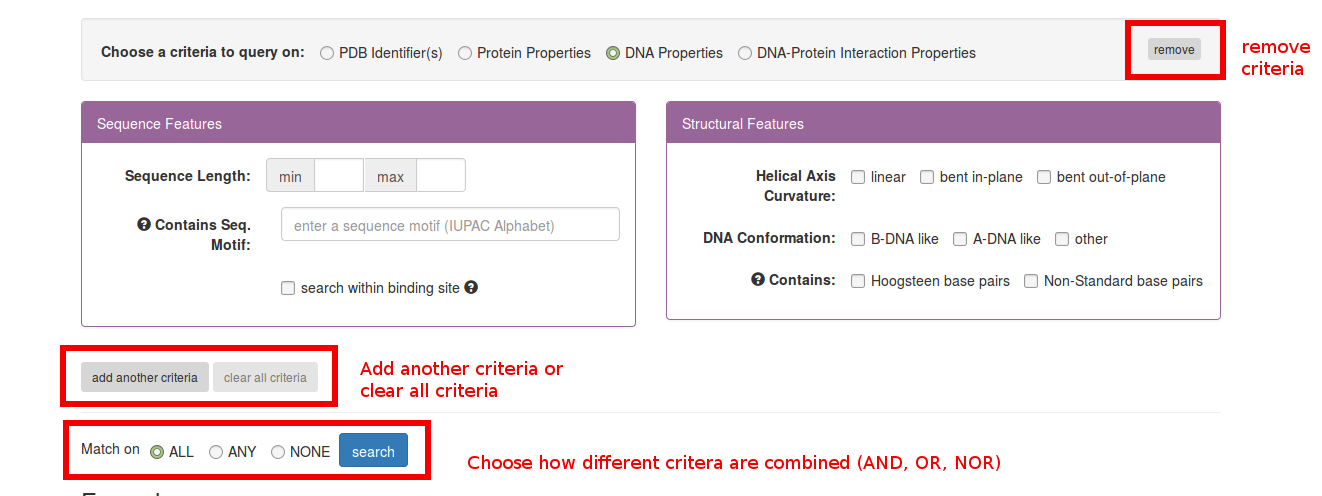 Choose a criteria to query on: PDB Identifier(s) Protein Properties DNA Properties DNA-Protein Interaction Properties remove
remove
criteria
Sequence Features
Sequence Length: min max
Contains Seq.
Motif:
enter a sequence motif (IUPAC Alphabet)
search within binding site
Structural Features
Helical Axis
Curvature:
linear bent in-plane bent out-of-plane
DNA Conformation: B-DNA like A-DNA like other
Contains: Hoogsteen base pairs Non-Standard base pairs
add another criteria clear all criteria
Add another criteria or
clear all criteria
Match on ALL ANY NONE search
Choose how different critera are combined (AND, OR, NOR)